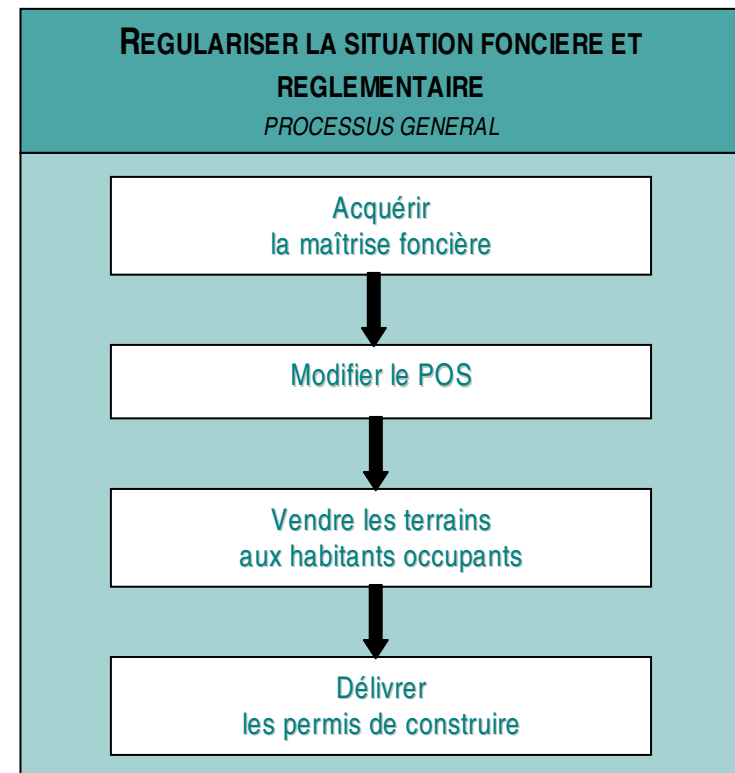 REGULARISER LA SITUATION FONCIERE ET
REGLEMENTAIRE
PROCESSUS GENERAL
Acquérir
la maîtrise foncière
Modifier le POS
Vendre les terrains
aux habitants occupants
Délivrer
les permis de construire